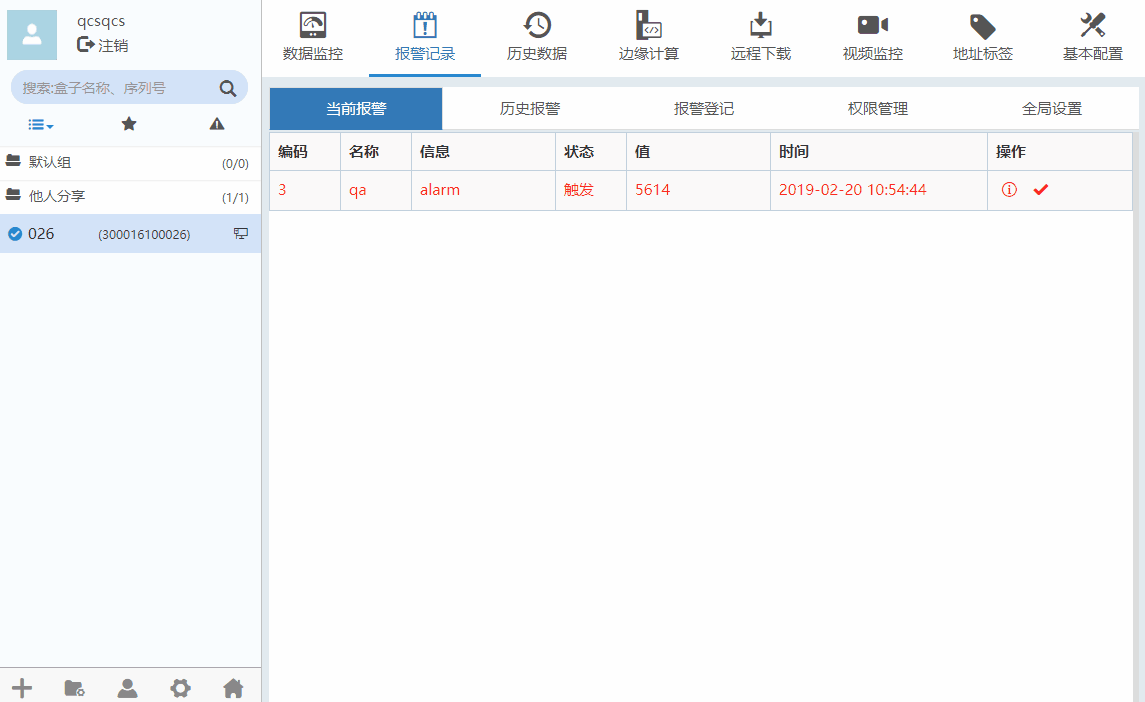 qcsqcs
注销
搜索:盒子名称、序列号
默认组 (0/0)
他人分享 (1/1)
026 (300016100026)
数据监控 报警记录 历史数据 边缘计算 远程下载 视频监控 地址标签 基本配置
当前报警 历史报警 报警登记 权限管理 全局设置
编码 名称 信息 状态 值 时间 操作
3 qa alarm 触发 5614 2019-02-20 10:54:44